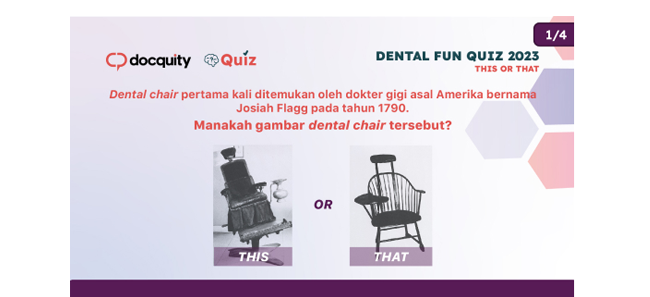 1/4
docquity Quiz
DENTAL FUN QUIZ 2023
THIS OR THAT
Dental chair pertama kali ditemukan oleh dokter gigi asal Amerika bernama
Josiah Flagg pada tahun 1790.
Manakah gambar dental chair tersebut?
OR
THIS
THAT